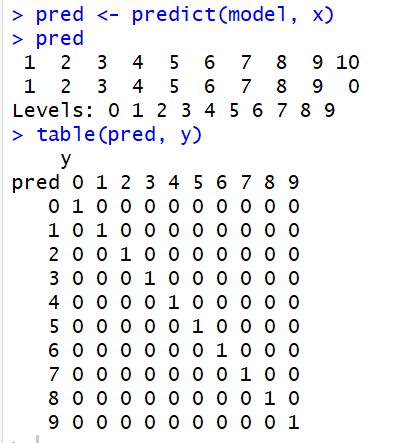 > pred <- predict(model, x)
> pred
 1  2  3  4  5  6  7  8  9 10
 1  2  3  4  5  6  7  8  9  0
Levels: 0 1 2 3 4 5 6 7 8 9
> table(pred, y)
    y
pred 0 1 2 3 4 5 6 7 8 9
   0 1 0 0 0 0 0 0 0 0 0
   1 0 1 0 0 0 0 0 0 0 0
   2 0 0 1 0 0 0 0 0 0 0
   3 0 0 0 1 0 0 0 0 0 0
   4 0 0 0 0 1 0 0 0 0 0
   5 0 0 0 0 0 1 0 0 0 0
   6 0 0 0 0 0 0 1 0 0 0
   7 0 0 0 0 0 0 0 1 0 0
   8 0 0 0 0 0 0 0 0 1 0
   9 0 0 0 0 0 0 0 0 0 1